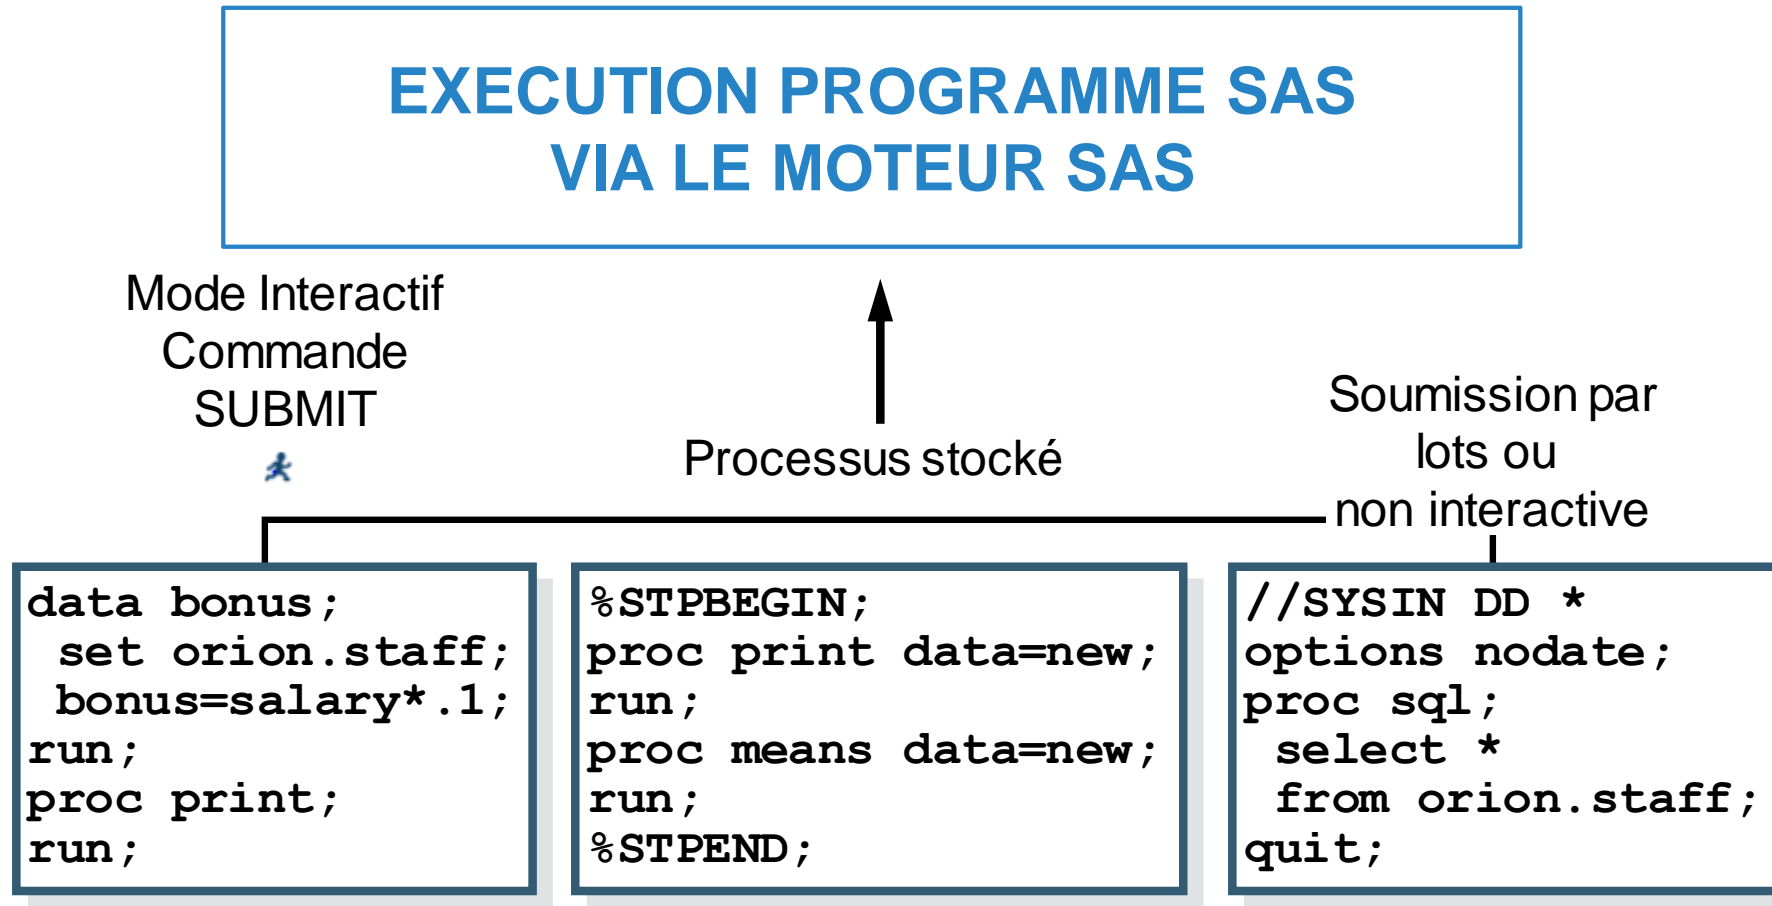 EXECUTION PROGRAMME SAS
VIA LE MOTEUR SAS
Mode Interactif
Commande
SUBMIT
Processus stocké
Soumission par
lots ou
non interactive
data bonus;
set orion.staff;
bonus=salary*.1;
run;
proc print;
run;
%STPBEGIN;
proc print data=new;
run;
proc means data=new;
run;
%STPEND;
//SYSIN DD *
options nodate;
proc sql;
select *
from orion.staff;
quit;